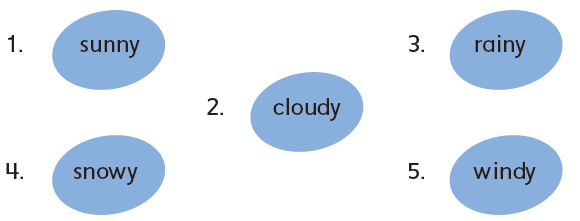 1. sunny
2. cloudy
3. rainy
4. snowy
5. windy